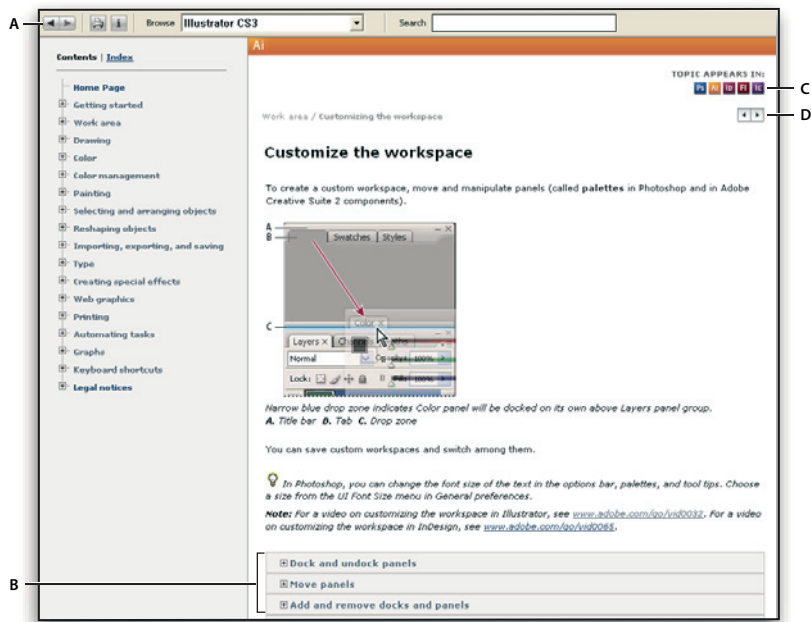 A
Browse Illustrator CS3
Search
Contents | Index
Home Page
Getting started
Work area
Drawing
Color
Color management
Painting
Selecting and arranging objects
Reshaping objects
Importing, exporting, and saving
Type
Creating special effects
Web graphics
Printing
Automating tasks
Graphs
Keyboard shortcuts
Legal notices
Ai
TOPIC APPEARS IN:
Ps Ai ID Fl IC
C
D
Work area / Customizing the workspace
Customize the workspace
To create a custom workspace, move and manipulate panels (called palettes in Photoshop and in Adobe
Creative Suite 2 components).
A
B
Swatches Styles
Color ×
C
Layers ×
Normal 100%
Lock: 100%
Narrow blue drop zone indicates Color panel will be docked on its own above Layers panel group.
A. Title bar B. Tab C. Drop zone
You can save custom workspaces and switch among them.
In Photoshop, you can change the font size of the text in the options bar, palettes, and tool tips. Choose
a size from the UI Font Size menu in General preferences.
Note: For a video on customizing the workspace in Illustrator, see www.adobe.com/go/vid0032. For a video
on customizing the workspace in InDesign, see www.adobe.com/go/vid0065.
B
Dock and undock panels
Move panels
Add and remove docks and panels